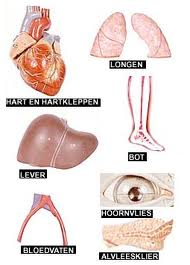 LONGEN
HART EN HARTKLEPPEN
BOT
LEVER
HOORNVLIES
BLOEDVATEN
ALVLEESKLIER